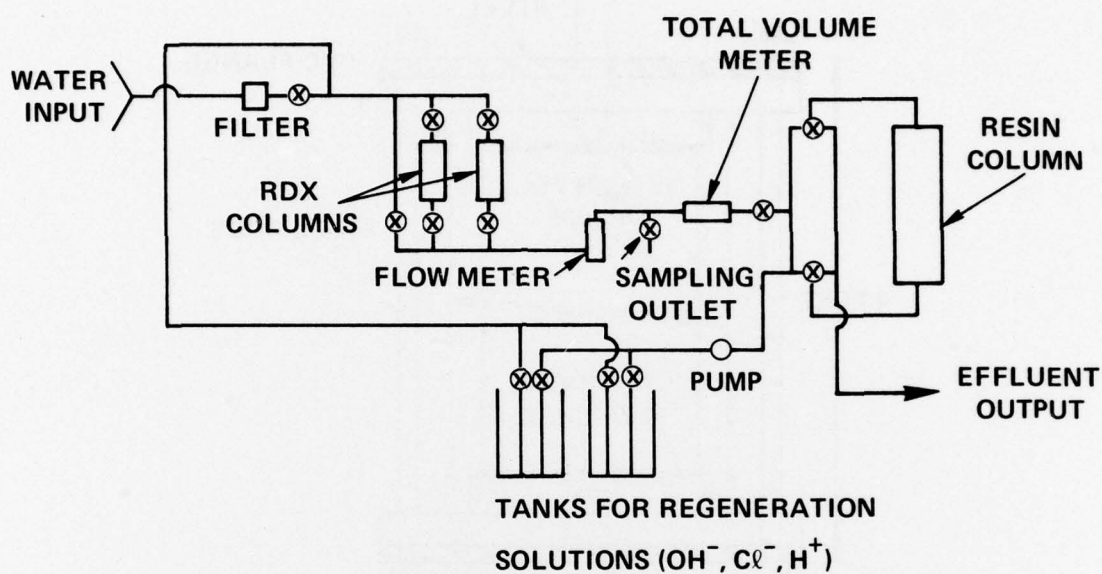 TOTAL VOLUME
METER
WATER
INPUT
FILTER
RESIN
COLUMN
RDX
COLUMNS
FLOW METER
SAMPLING
OUTLET
PUMP
EFFLUENT
OUTPUT
TANKS FOR REGENERATION
SOLUTIONS (OH⁻, Cℓ⁻, H⁺)